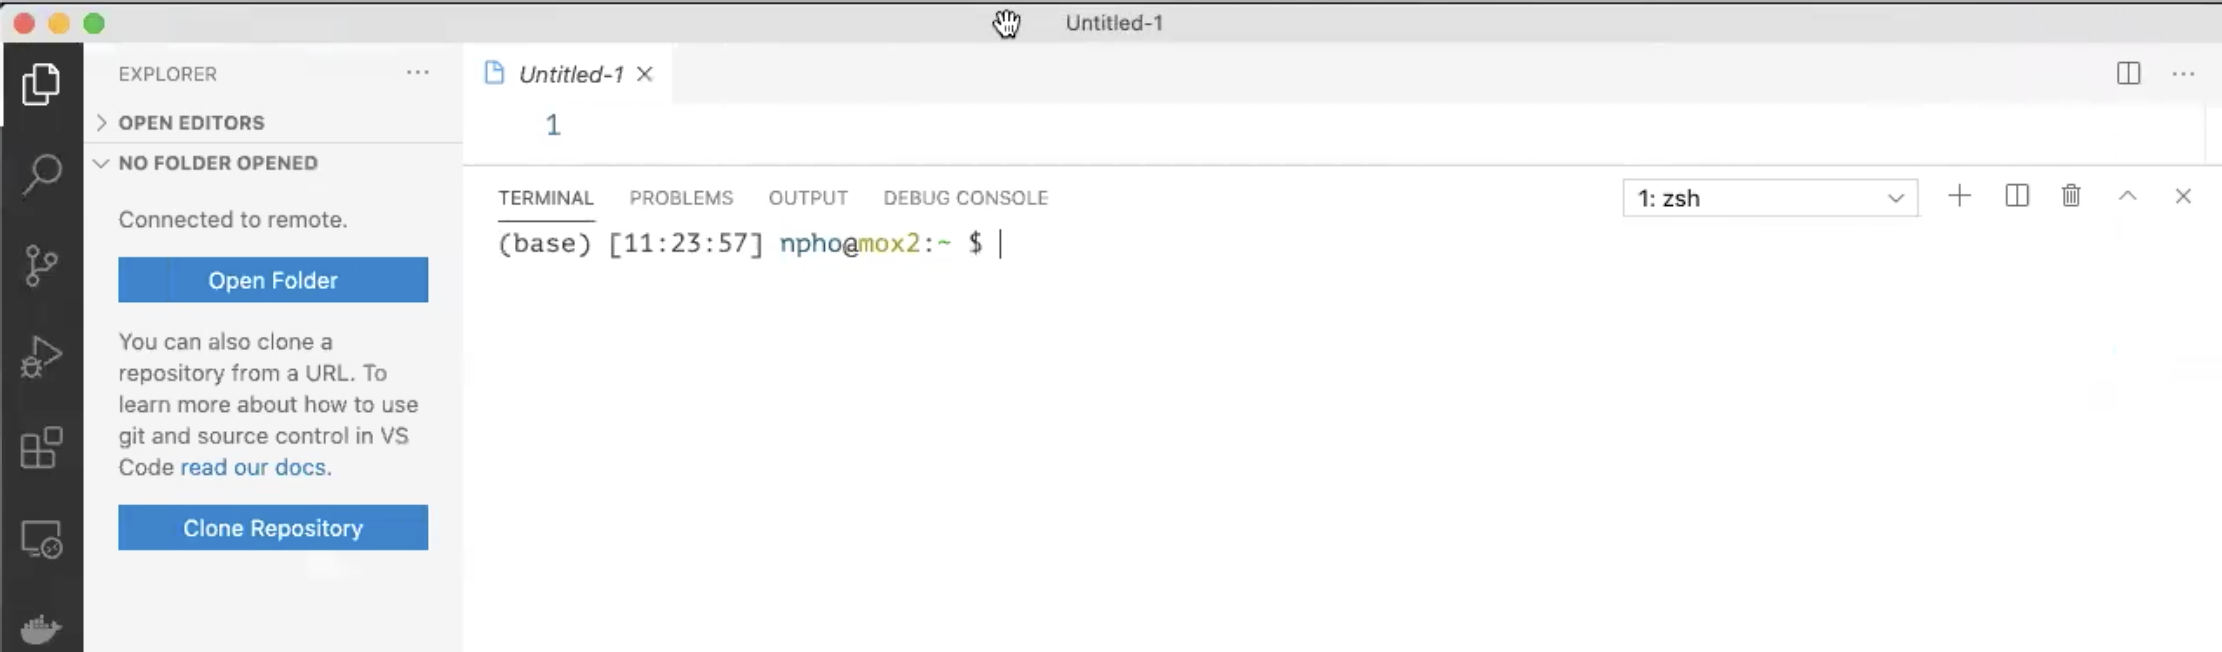 Untitled-1
EXPLORER
OPEN EDITORS
NO FOLDER OPENED
Connected to remote.
Open Folder
You can also clone a
repository from a URL. To
learn more about how to use
git and source control in VS
Code read our docs.
Clone Repository
Untitled-1
1
TERMINAL PROBLEMS OUTPUT DEBUG CONSOLE 1: zsh
(base) [11:23:57] npho@mox2:~ $